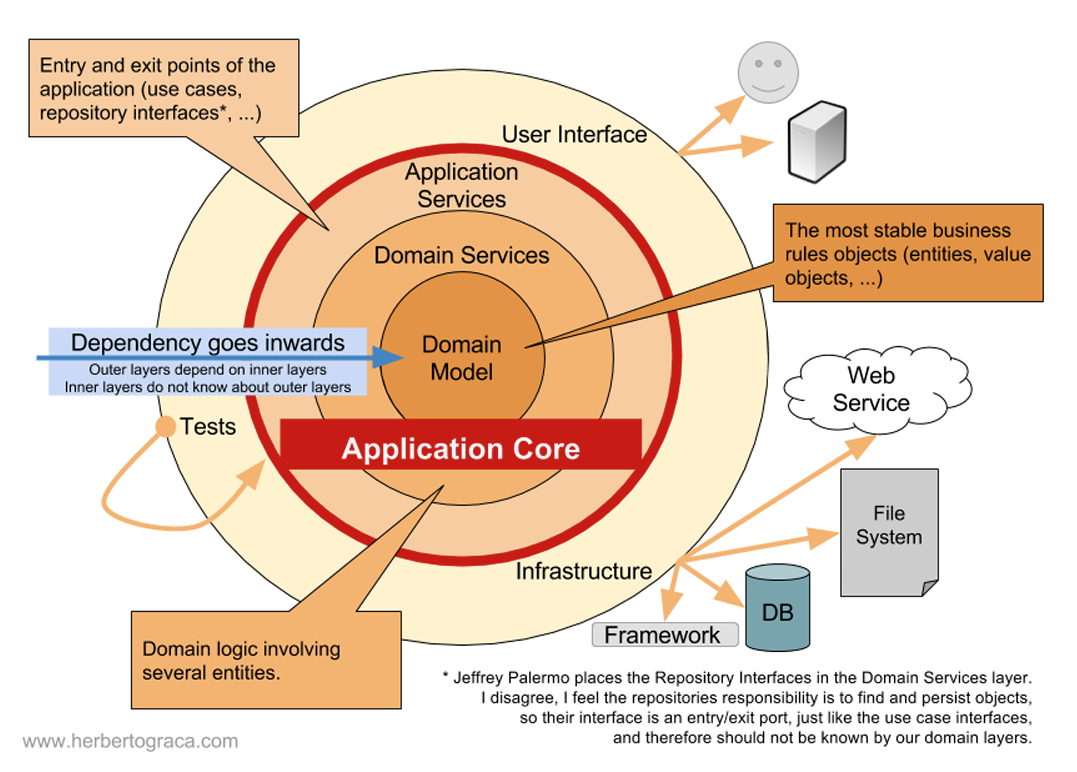 Entry and exit points of the
application (use cases,
repository interfaces*, ...)
User Interface
Application
Services
Domain Services
The most stable business
rules objects (entities, value
objects, ...)
Dependency goes inwards
Outer layers depend on inner layers
Inner layers do not know about outer layers
Domain
Model
Web
Service
Tests
Application Core
File
System
Infrastructure
DB
Framework
Domain logic involving
several entities.
* Jeffrey Palermo places the Repository Interfaces in the Domain Services layer.
I disagree, I feel the repositories responsibility is to find and persist objects,
so their interface is an entry/exit port, just like the use case interfaces,
and therefore should not be known by our domain layers.
www.herbertograca.com